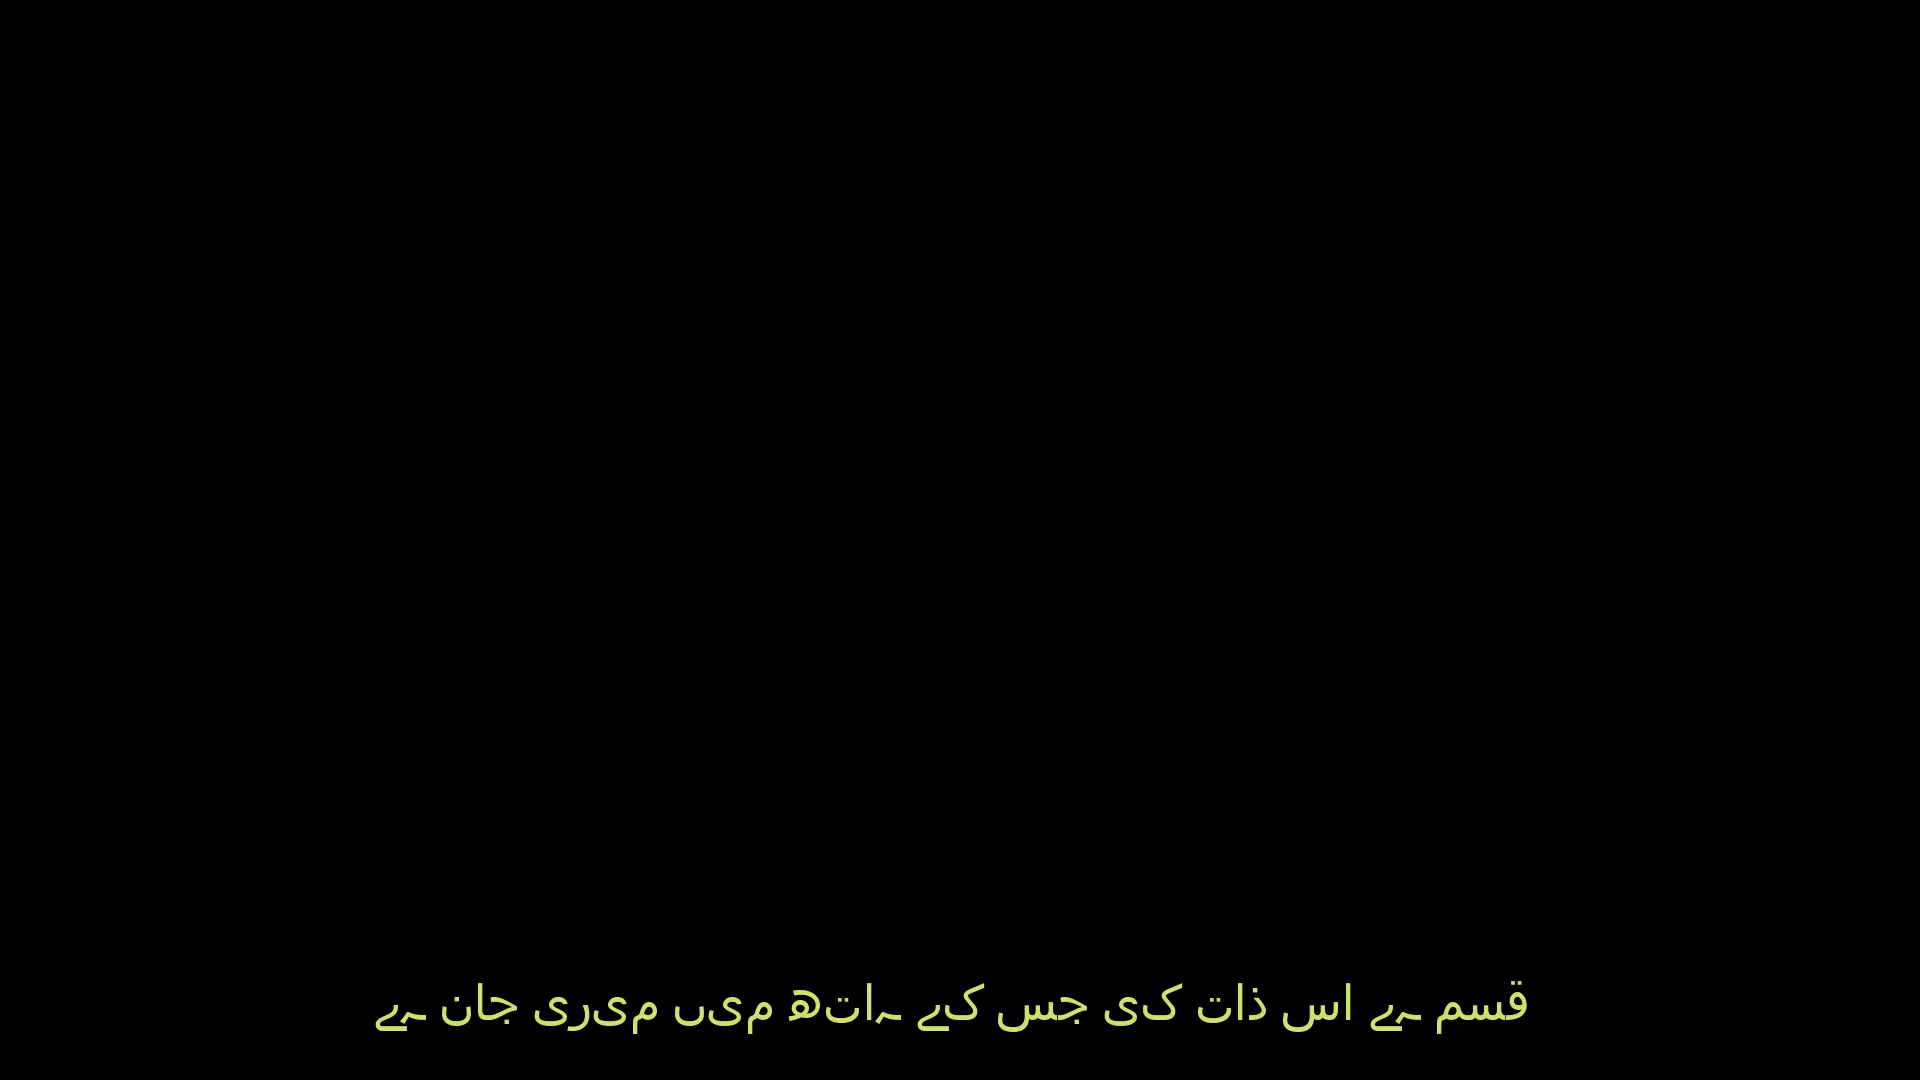 قسم ہے اس ذات کی جس کے ہاتھ میں میری جان ہے